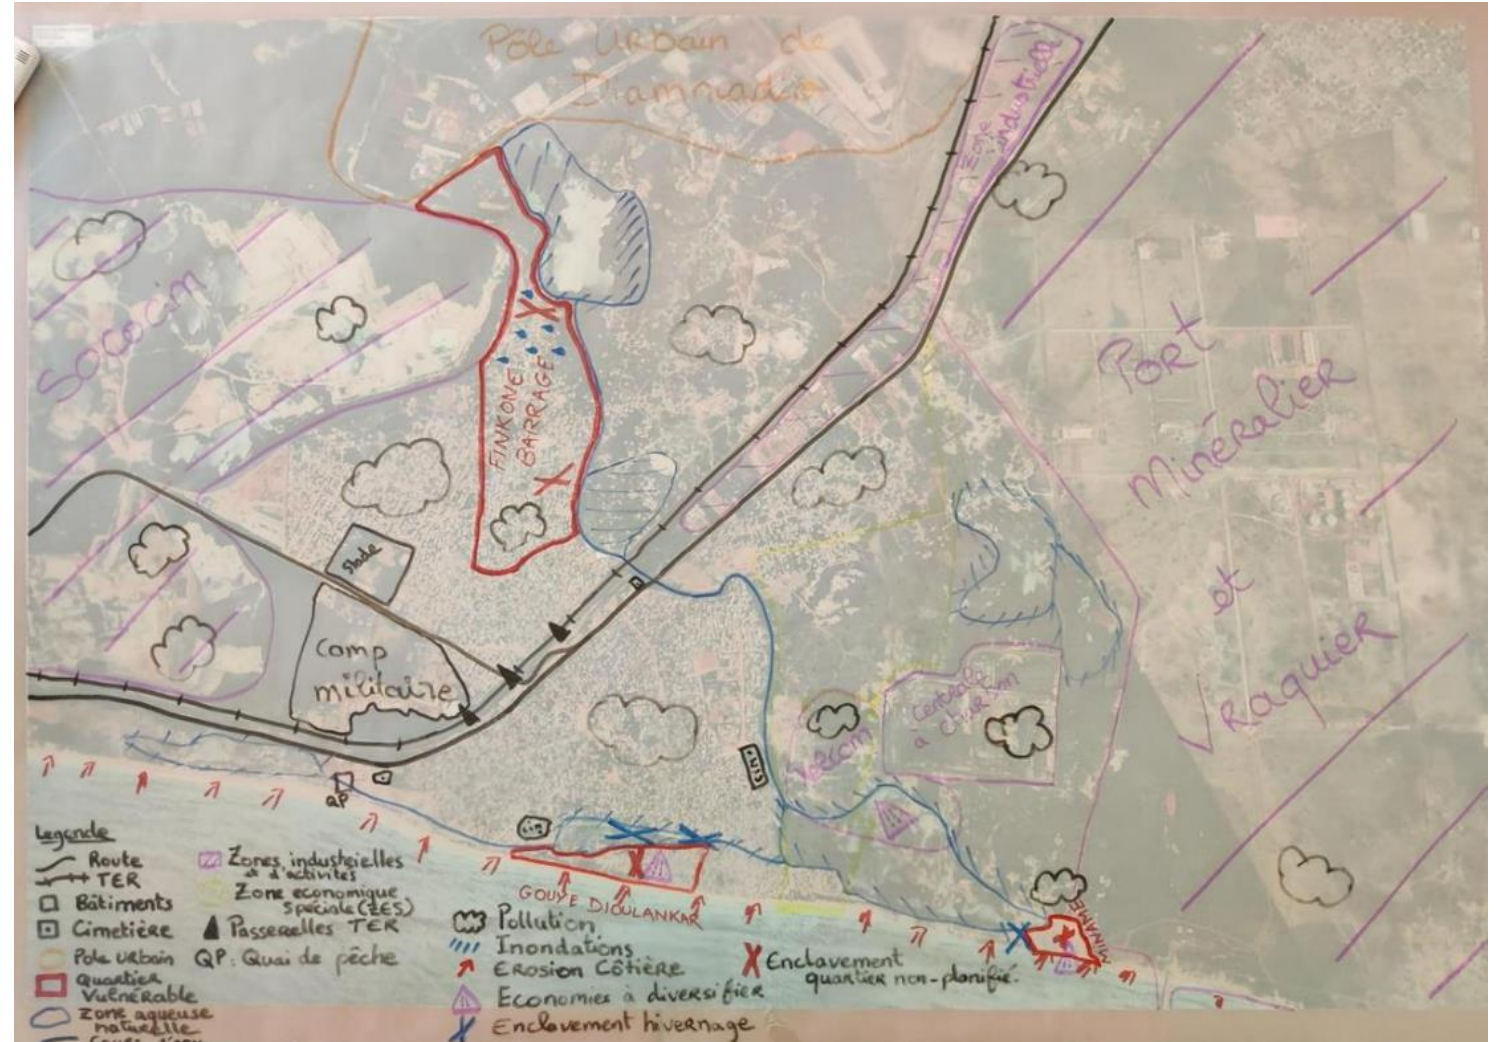 Pôle Urbain de
Diamniadio
Zone
industrielle
Sococim
FINKONE
BARRAGE
Port
Minéralier
et
Vraquier
Stade
Camp
militaire
Centrale
à charbon
QP
GOUYE DIOULANKAR
MINAME
Legende
Route
TER
Bâtiments
Cimetière
Pole Urbain
Quartier
Vulnérable
Zone aqueuse
naturelle
Zones industrielles
et d'activités
Zone economique
Spéciale (ZES)
Passerelles TER
QP: Quai de pêche
Pollution
Inondations
Erosion Côtière
Economies à diversifier
Enclavement hivernage
Enclavement
quartier non-planifié.